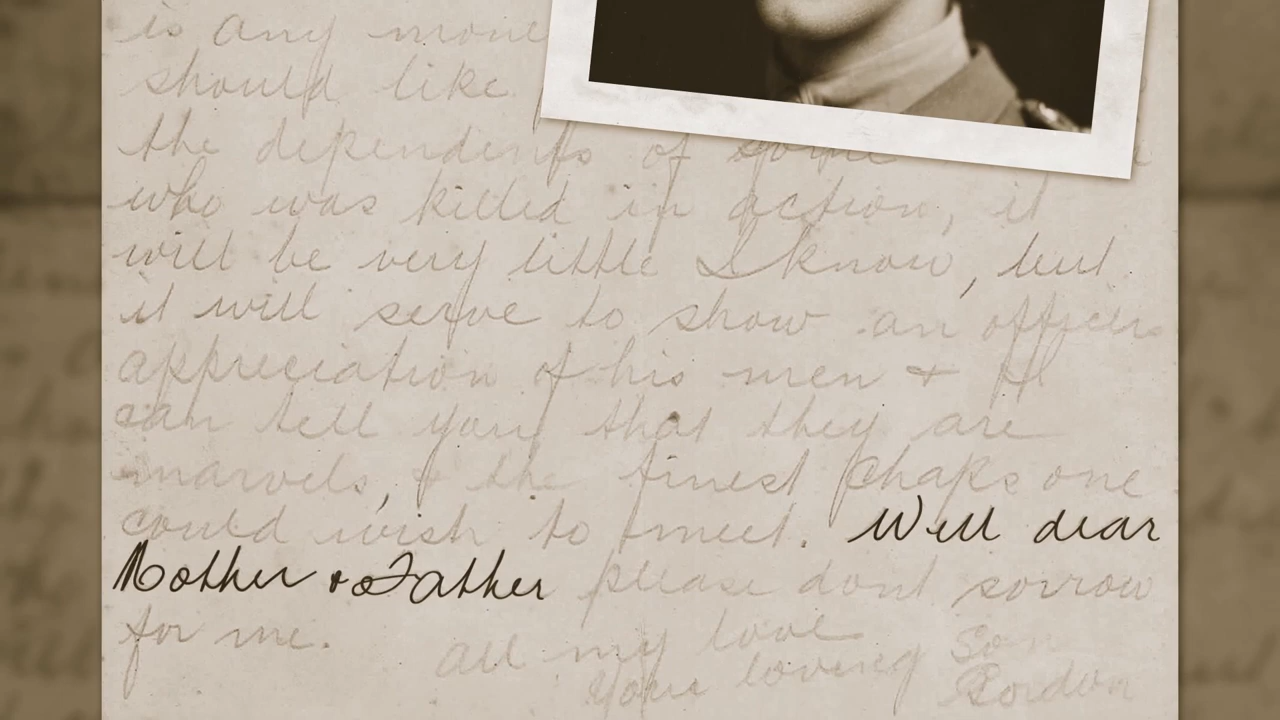 is any mone
should like
the dependents of some
who was killed in action, it
will be very little I know, but
it will serve to show an officers
appreciation of his men & I
can tell you that they are
marvels, & the finest chaps one
could wish to meet. Well dear
Mother & Father please dont sorrow
for me.
all my love
Your loving Son
Gordon